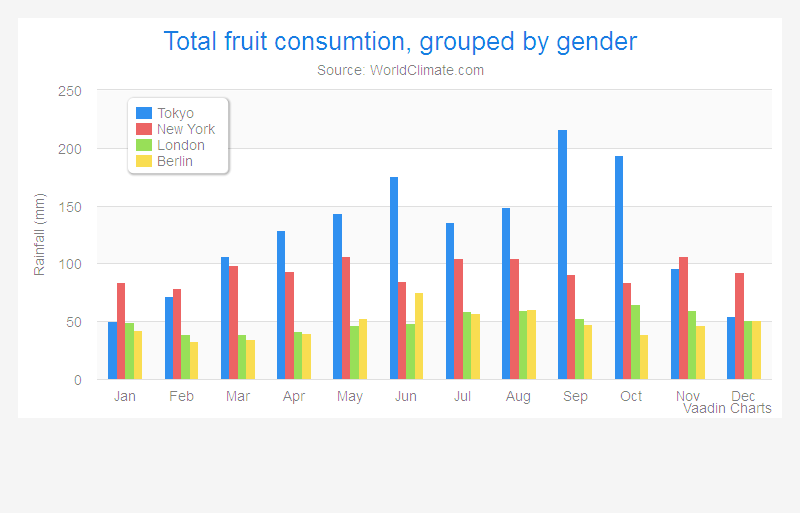 Total fruit consumtion, grouped by gender
Source: WorldClimate.com
Rainfall (mm)
250
200
150
100
50
0
Tokyo
New York
London
Berlin
Jan Feb Mar Apr May Jun Jul Aug Sep Oct Nov Dec
Vaadin Charts